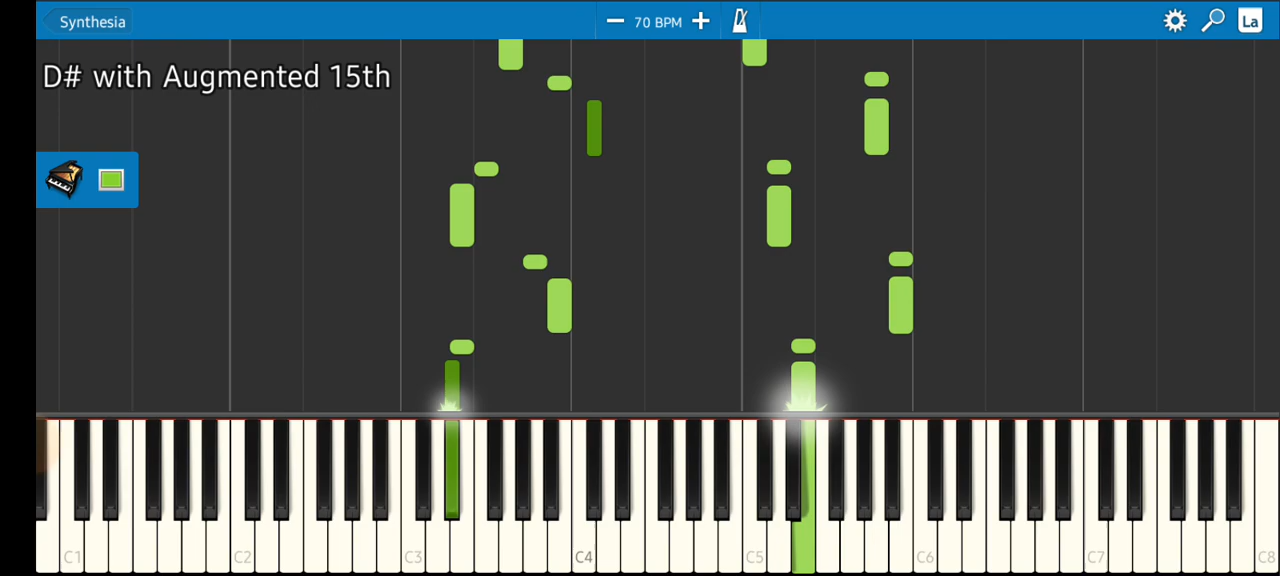 Synthesia
70 BPM
La
D# with Augmented 15th
C1 C2 C3 C4 C5 C6 C7 C8